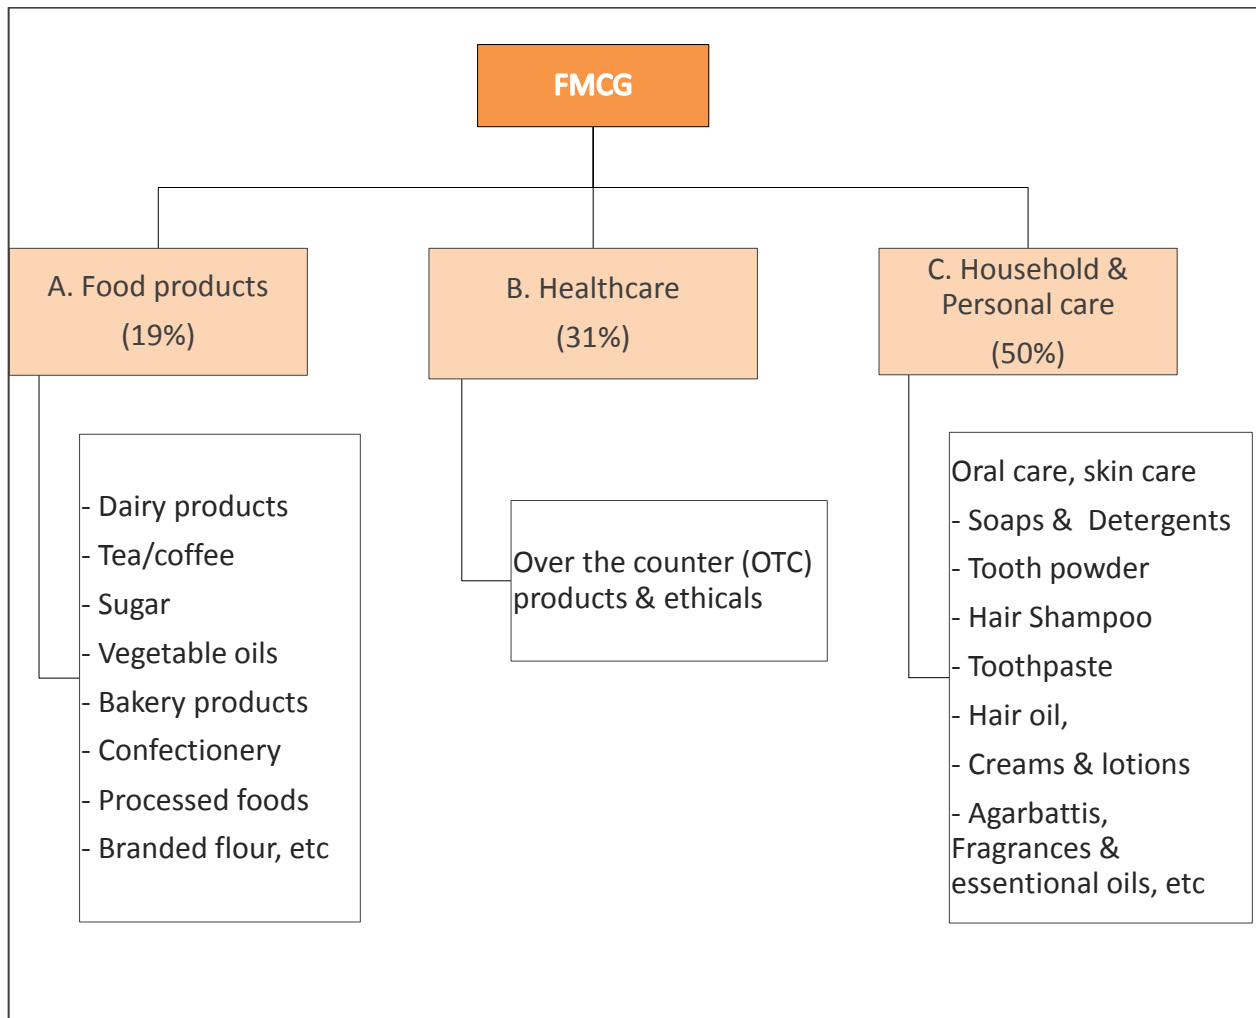 FMCG
A. Food products
(19%)
- Dairy products
- Tea/coffee
- Sugar
- Vegetable oils
- Bakery products
- Confectionery
- Processed foods
- Branded flour, etc
B. Healthcare
(31%)
Over the counter (OTC)
products & ethicals
C. Household &
Personal care
(50%)
Oral care, skin care
- Soaps &  Detergents
- Tooth powder
- Hair Shampoo
- Toothpaste
- Hair oil,
- Creams & lotions
- Agarbattis,
Fragrances &
essentional oils, etc